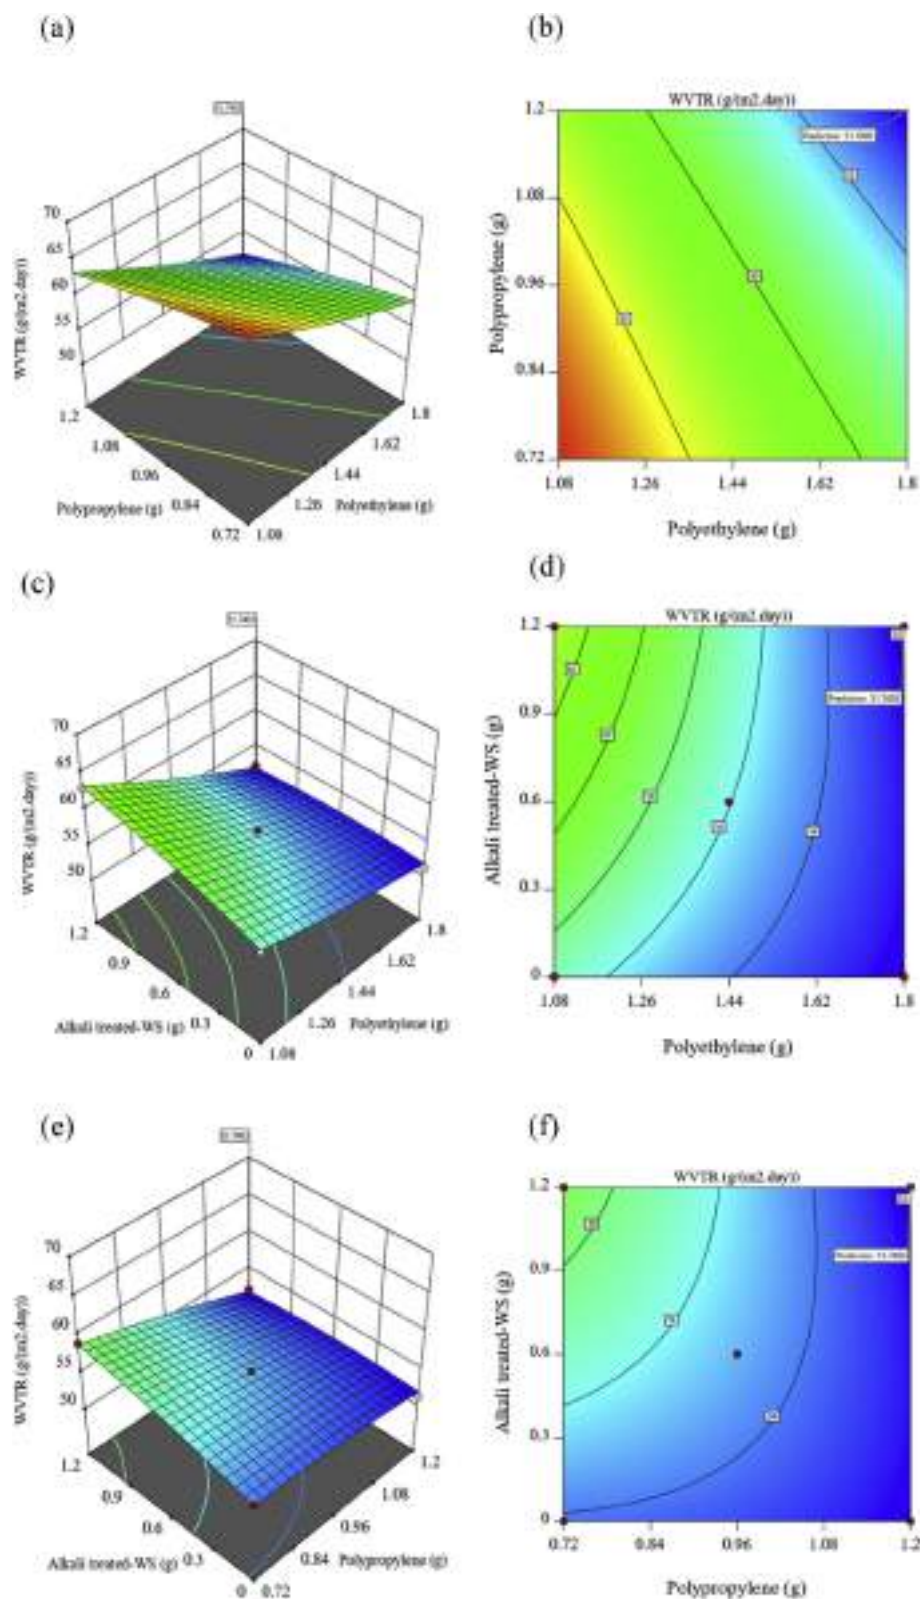 (a)
70
65
60
55
50
WVTR (g/(m2.day))
1.2
1.08
0.96
0.84
0.72
Polypropylene (g)
1.8
1.62
1.44
1.26
1.08
Polyethylene (g)
(b)
WVTR (g/(m2.day))
1.2
1.08
0.96
0.84
0.72
Polypropylene (g)
1.08 1.26 1.44 1.62 1.8
Polyethylene (g)
(c)
70
65
60
55
50
WVTR (g/(m2.day))
1.2
0.9
0.6
0.3
0
Alkali treated-WS (g)
1.8
1.62
1.44
1.26
1.08
Polyethylene (g)
(d)
WVTR (g/(m2.day))
1.2
0.9
0.6
0.3
0
Alkali treated-WS (g)
1.08 1.26 1.44 1.62 1.8
Polyethylene (g)
(e)
70
65
60
55
50
WVTR (g/(m2.day))
1.2
0.9
0.6
0.3
0
Alkali treated-WS (g)
1.2
1.08
0.96
0.84
0.72
Polypropylene (g)
(f)
WVTR (g/(m2.day))
1.2
0.9
0.6
0.3
0
Alkali treated-WS (g)
0.72 0.84 0.96 1.08 1.2
Polypropylene (g)